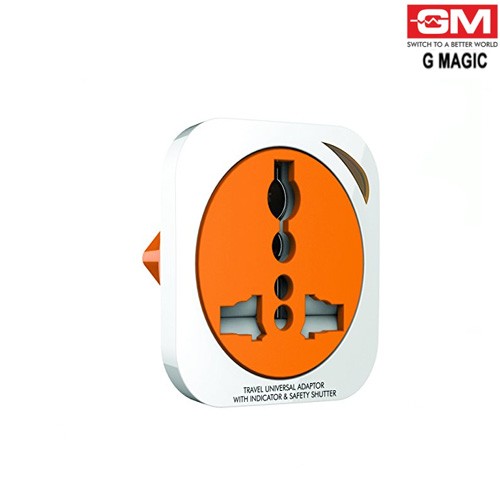 GM
SWITCH TO A BETTER WORLD
G MAGIC
TRAVEL UNIVERSAL ADAPTOR
WITH INDICATOR & SAFETY SHUTTER